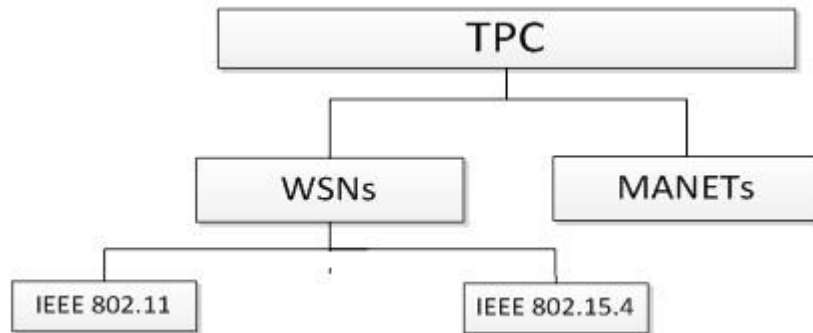 TPC
WSNs
MANETs
IEEE 802.11
IEEE 802.15.4